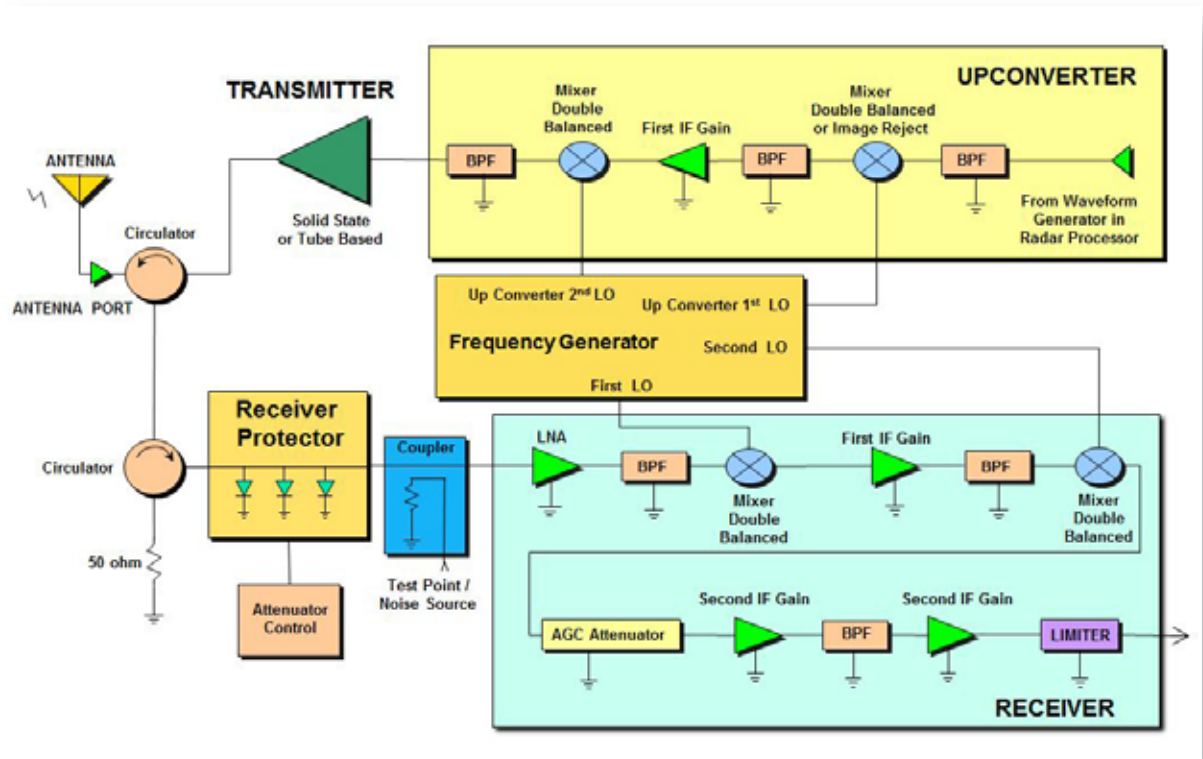 UPCONVERTER
TRANSMITTER
Mixer
Double
Balanced
Mixer
Double Balanced
or Image Reject
First IF Gain
ANTENNA
BPF
BPF
BPF
From Waveform
Generator in
Radar Processor
Solid State
or Tube Based
Circulator
ANTENNA PORT
Up Converter 2nd LO
Up Converter 1st LO
Frequency Generator
Second LO
First LO
Receiver
Protector
Coupler
LNA
First IF Gain
Circulator
BPF
BPF
Mixer
Double
Balanced
Mixer
Double
Balanced
50 ohm
Test Point /
Noise Source
Attenuator
Control
Second IF Gain
Second IF Gain
AGC Attenuator
BPF
LIMITER
RECEIVER